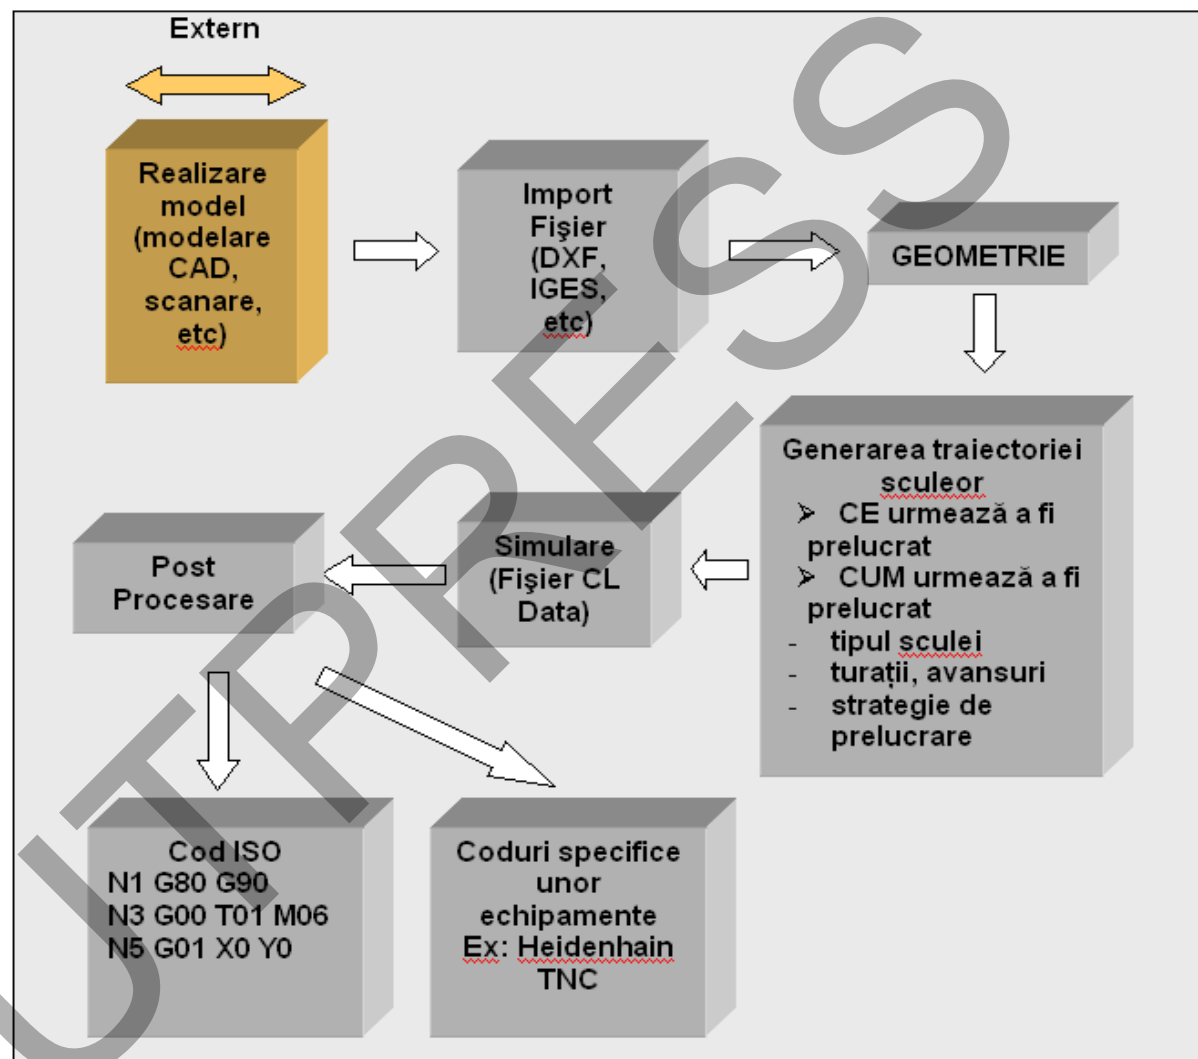 Extern
Realizare
model
(modelare
CAD,
scanare,
etc)
Import
Fişier
(DXF,
IGES,
etc)
GEOMETRIE
Generarea traiectoriei
sculeor
➢ CE urmează a fi
prelucrat
➢ CUM urmează a fi
prelucrat
- tipul sculei
- turații, avansuri
- strategie de
prelucrare
Simulare
(Fişier CL
Data)
Post
Procesare
Cod ISO
N1 G80 G90
N3 G00 T01 M06
N5 G01 X0 Y0
Coduri specifice
unor
echipamente
Ex: Heidenhain
TNC
UTPRESS